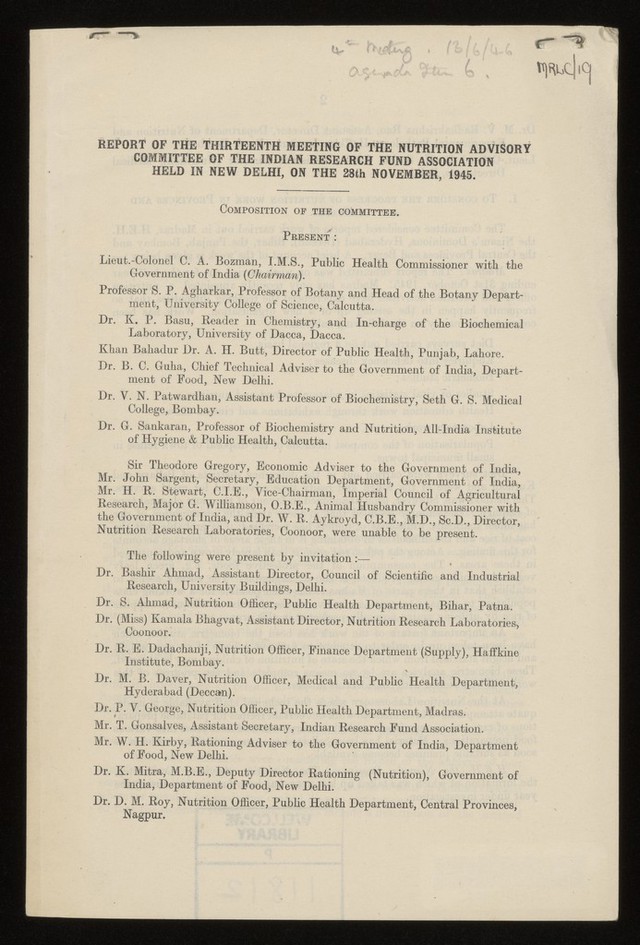 4th Meeting. 13/6/46
Agenda Item 6.
MRLC/19
REPORT OF THE THIRTEENTH MEETING OF THE NUTRITION ADVISORY
COMMITTEE OF THE INDIAN RESEARCH FUND ASSOCIATION
HELD IN NEW DELHI, ON THE 28th NOVEMBER, 1945.
COMPOSITION OF THE COMMITTEE.
PRESENT :
Lieut.-Colonel C. A. Bozman, I.M.S., Public Health Commissioner with the
Government of India (Chairman).
Professor S. P. Agharkar, Professor of Botany and Head of the Botany Depart-
ment, University College of Science, Calcutta.
Dr. K. P. Basu, Reader in Chemistry, and In-charge of the Biochemical
Laboratory, University of Dacca, Dacca.
Khan Bahadur Dr. A. H. Butt, Director of Public Health, Punjab, Lahore.
Dr. B. C. Guha, Chief Technical Adviser to the Government of India, Depart-
ment of Food, New Delhi.
Dr. V. N. Patwardhan, Assistant Professor of Biochemistry, Seth G. S. Medical
College, Bombay.
Dr. G. Sankaran, Professor of Biochemistry and Nutrition, All-India Institute
of Hygiene & Public Health, Calcutta.
Sir Theodore Gregory, Economic Adviser to the Government of India,
Mr. John Sargent, Secretary, Education Department, Government of India,
Mr. H. R. Stewart, C.I.E., Vice-Chairman, Imperial Council of Agricultural
Research, Major G. Williamson, O.B.E., Animal Husbandry Commissioner with
the Government of India, and Dr. W. R. Aykroyd, C.B.E., M.D., Sc.D., Director,
Nutrition Research Laboratories, Coonoor, were unable to be present.
The following were present by invitation :—
Dr. Bashir Ahmad, Assistant Director, Council of Scientific and Industrial
Research, University Buildings, Delhi.
Dr. S. Ahmad, Nutrition Officer, Public Health Department, Bihar, Patna.
Dr. (Miss) Kamala Bhagvat, Assistant Director, Nutrition Research Laboratories,
Coonoor.
Dr. R. E. Dadachanji, Nutrition Officer, Finance Department (Supply), Haffkine
Institute, Bombay.
Dr. M. B. Daver, Nutrition Officer, Medical and Public Health Department,
Hyderabad (Deccan).
Dr. P. V. George, Nutrition Officer, Public Health Department, Madras.
Mr. T. Gonsalves, Assistant Secretary, Indian Research Fund Association.
Mr. W. H. Kirby, Rationing Adviser to the Government of India, Department
of Food, New Delhi.
Dr. K. Mitra, M.B.E., Deputy Director Rationing (Nutrition), Government of
India, Department of Food, New Delhi.
Dr. D. M. Roy, Nutrition Officer, Public Health Department, Central Provinces,
Nagpur.
WELLCOME
LIBRARY